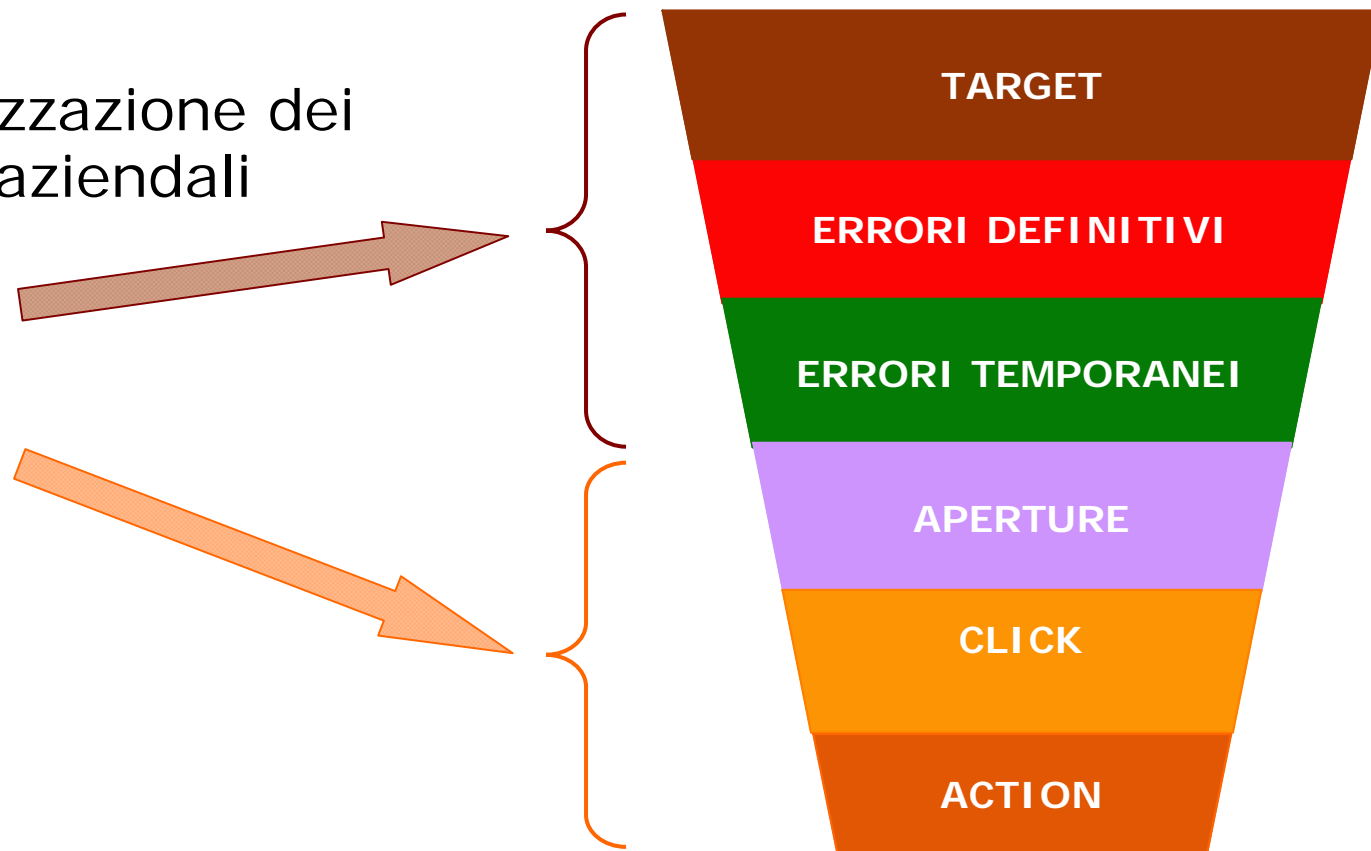 zzazione dei
aziendali
TARGET
ERRORI DEFINITIVI
ERRORI TEMPORANEI
APERTURE
CLICK
ACTION